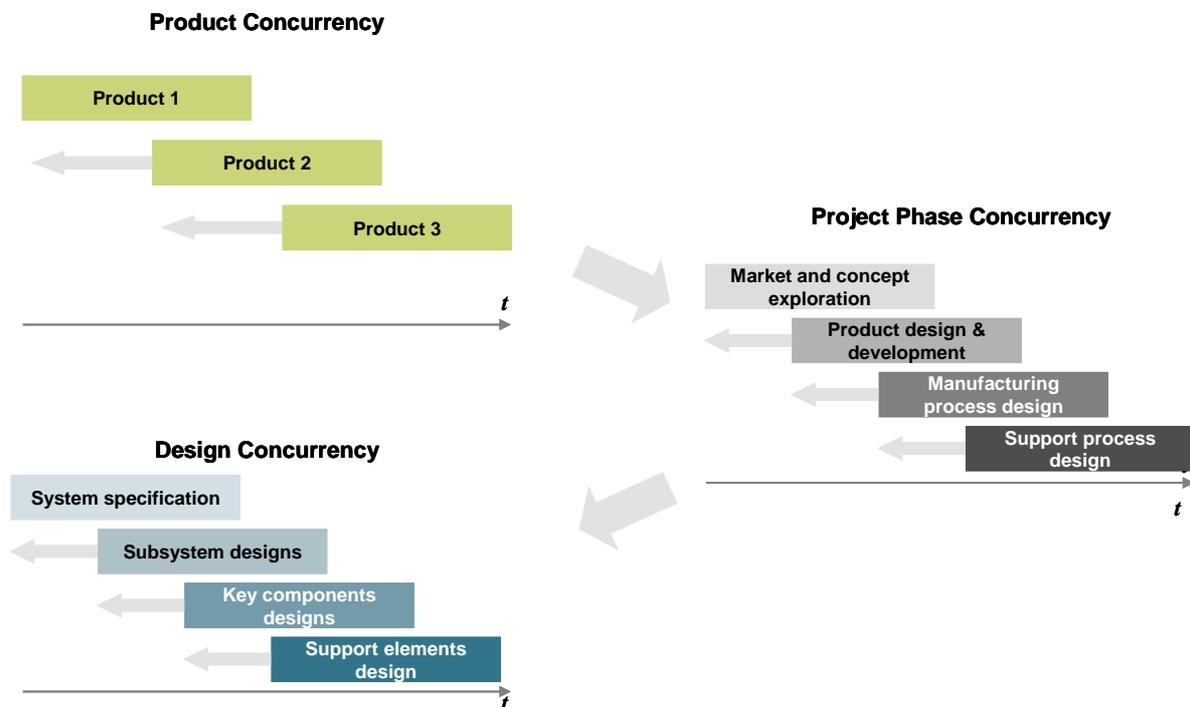 Product Concurrency
Product 1
Product 2
Product 3
t
Project Phase Concurrency
Market and concept
exploration
Product design &
development
Manufacturing
process design
Support process
design
t
Design Concurrency
System specification
Subsystem designs
Key components
designs
Support elements
design
t